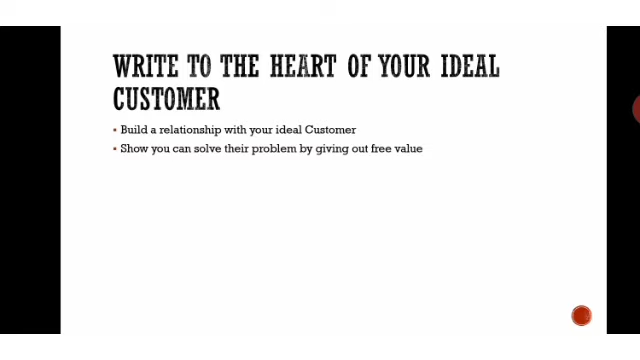 WRITE TO THE HEART OF YOUR IDEAL
CUSTOMER
▪ Build a relationship with your ideal Customer
▪ Show you can solve their problem by giving out free value